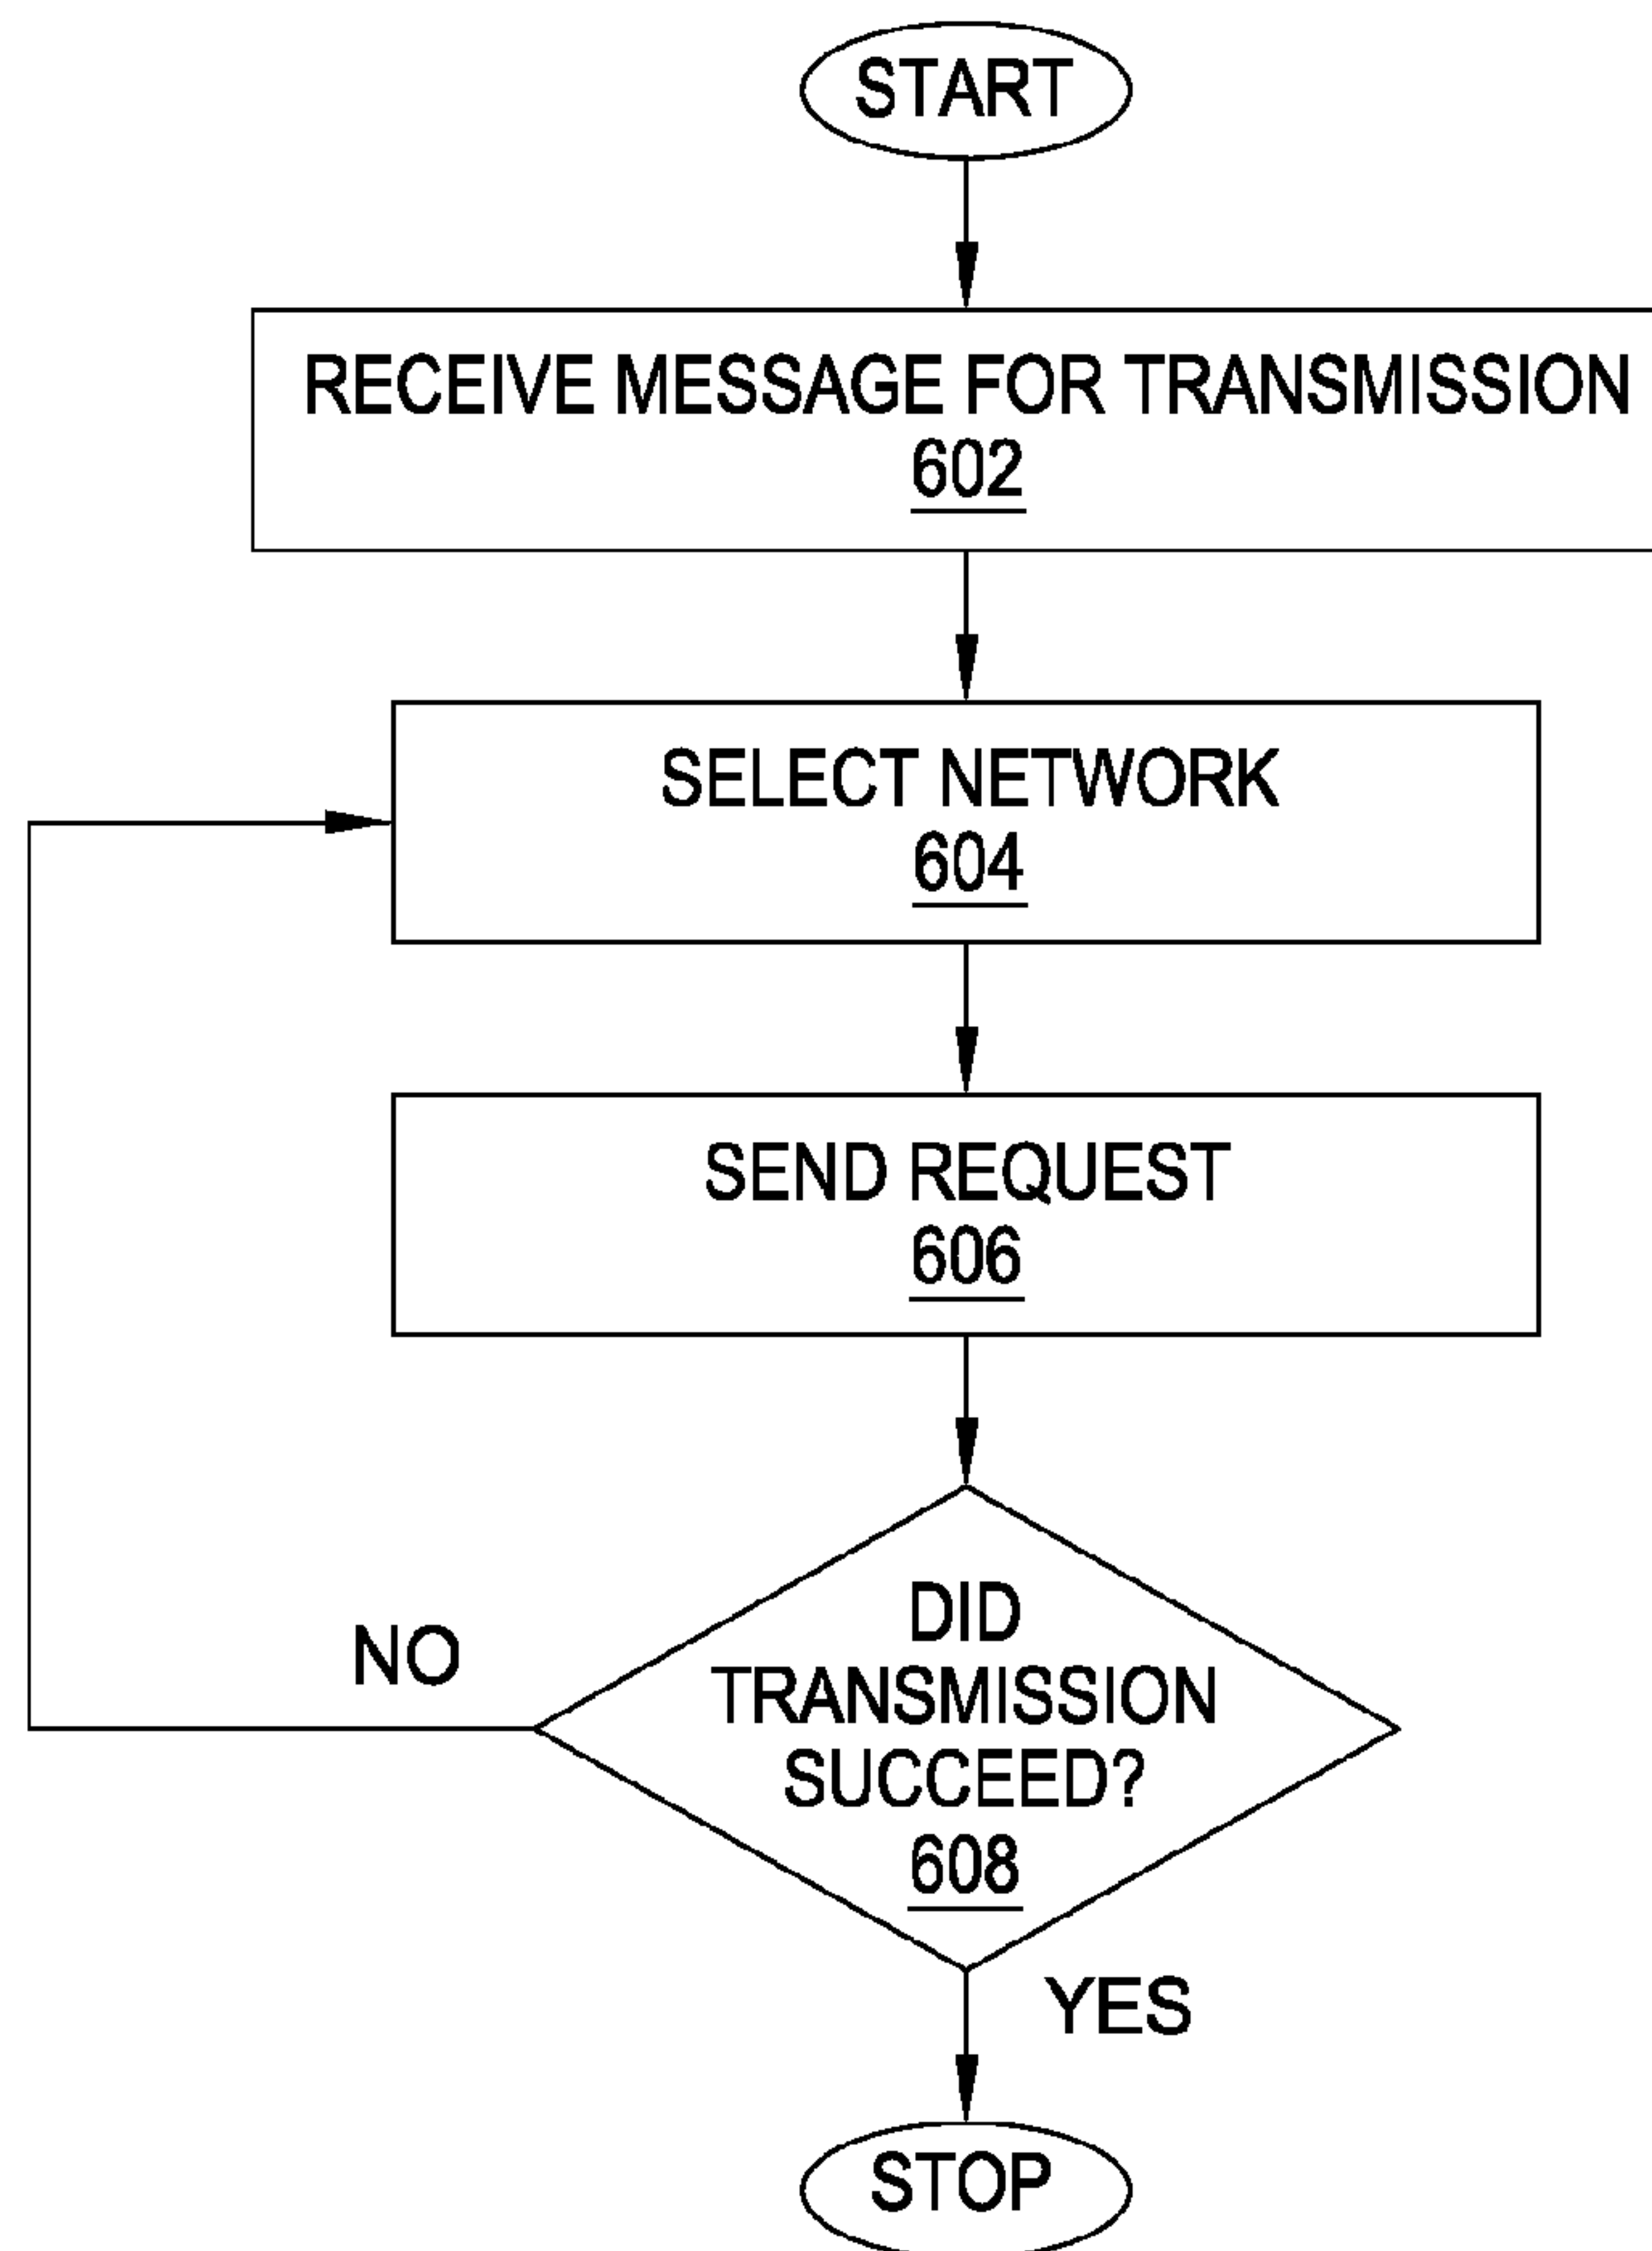 START
RECEIVE MESSAGE FOR TRANSMISSION
602
SELECT NETWORK
604
SEND REQUEST
606
DID
TRANSMISSION
SUCCEED?
608
NO
YES
STOP